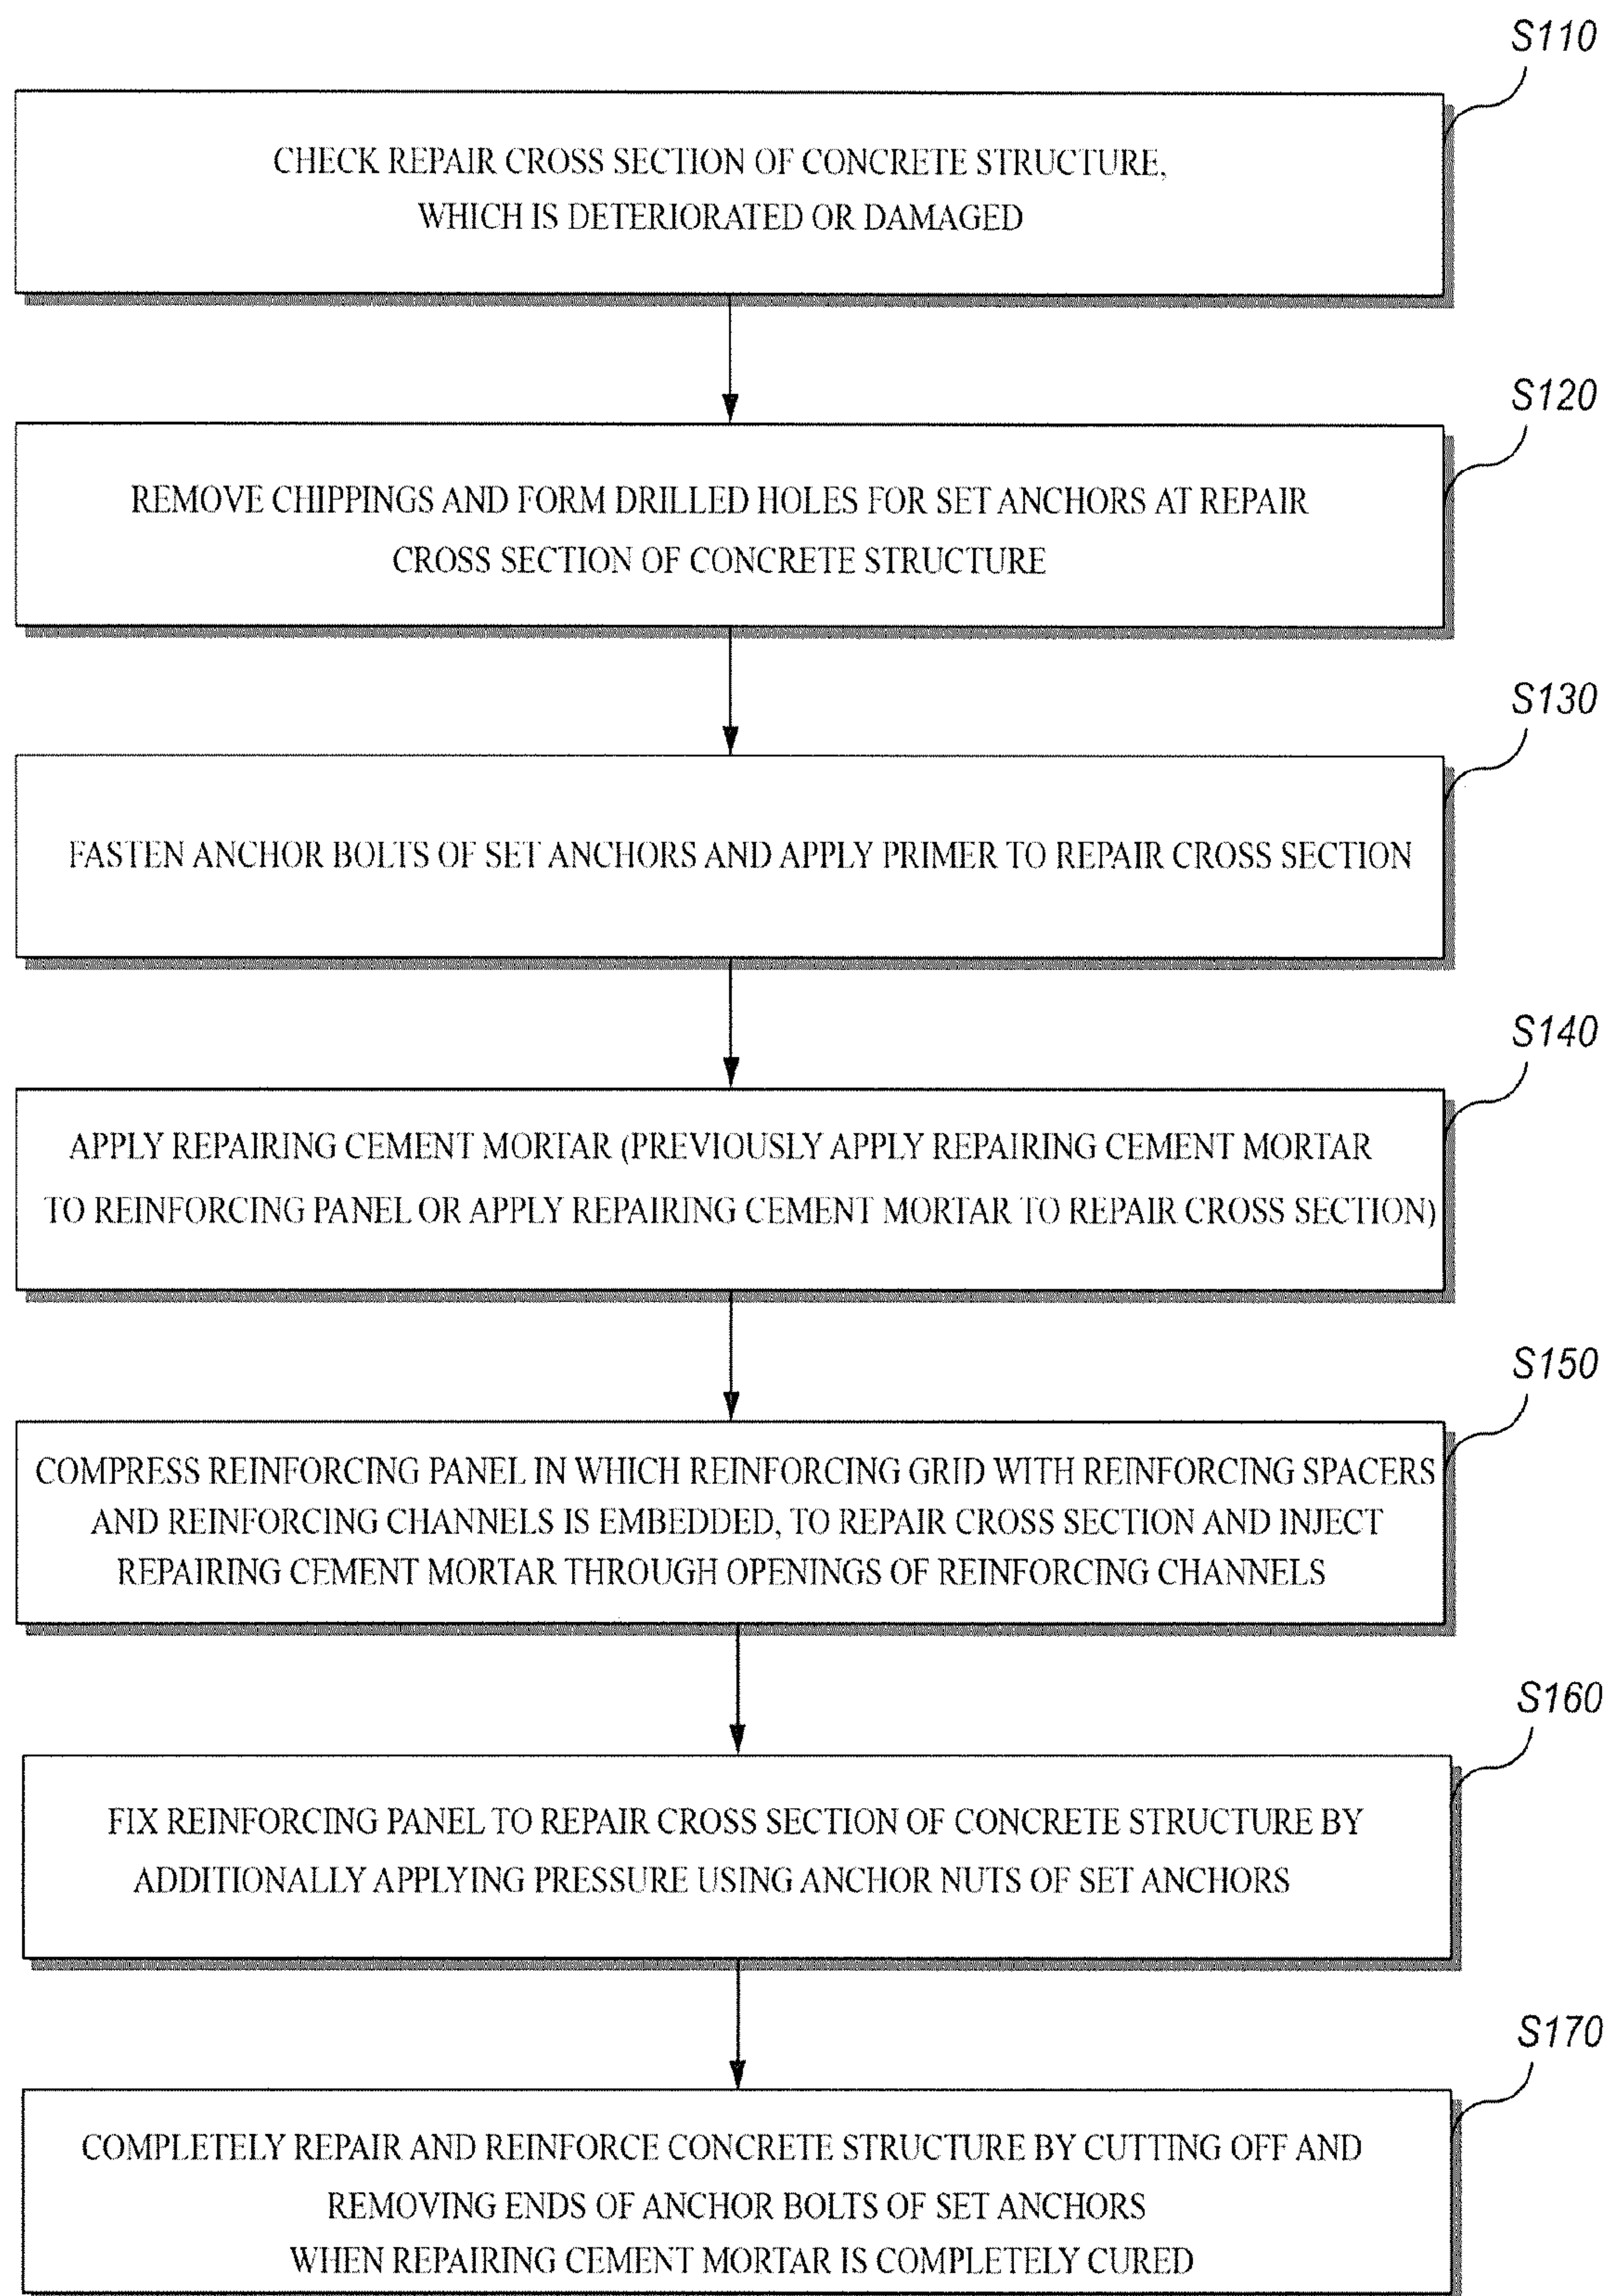 S110
CHECK REPAIR CROSS SECTION OF CONCRETE STRUCTURE,
WHICH IS DETERIORATED OR DAMAGED
S120
REMOVE CHIPPINGS AND FORM DRILLED HOLES FOR SET ANCHORS AT REPAIR
CROSS SECTION OF CONCRETE STRUCTURE
S130
FASTEN ANCHOR BOLTS OF SET ANCHORS AND APPLY PRIMER TO REPAIR CROSS SECTION
S140
APPLY REPAIRING CEMENT MORTAR (PREVIOUSLY APPLY REPAIRING CEMENT MORTAR
TO REINFORCING PANEL OR APPLY REPAIRING CEMENT MORTAR TO REPAIR CROSS SECTION)
S150
COMPRESS REINFORCING PANEL IN WHICH REINFORCING GRID WITH REINFORCING SPACERS
AND REINFORCING CHANNELS IS EMBEDDED, TO REPAIR CROSS SECTION AND INJECT
REPAIRING CEMENT MORTAR THROUGH OPENINGS OF REINFORCING CHANNELS
S160
FIX REINFORCING PANEL TO REPAIR CROSS SECTION OF CONCRETE STRUCTURE BY
ADDITIONALLY APPLYING PRESSURE USING ANCHOR NUTS OF SET ANCHORS
S170
COMPLETELY REPAIR AND REINFORCE CONCRETE STRUCTURE BY CUTTING OFF AND
REMOVING ENDS OF ANCHOR BOLTS OF SET ANCHORS
WHEN REPAIRING CEMENT MORTAR IS COMPLETELY CURED